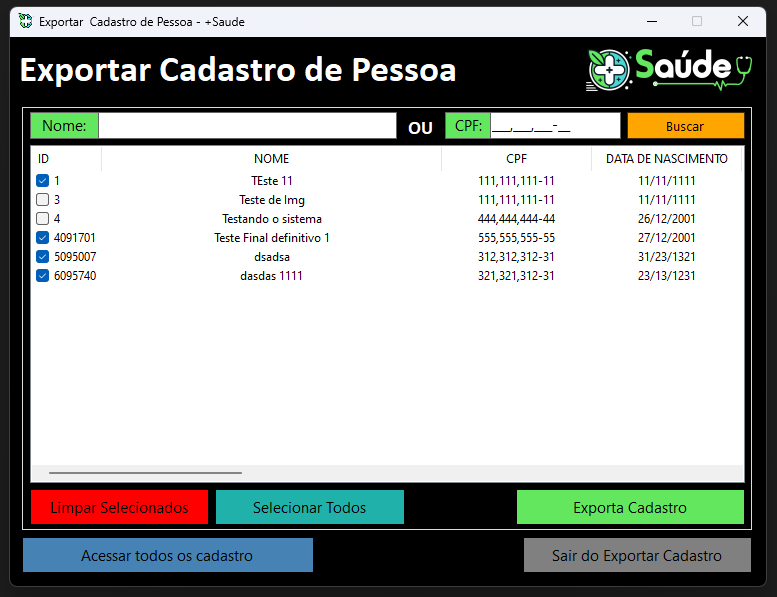 Exportar Cadastro de Pessoa - +Saude
Exportar Cadastro de Pessoa
Saúde
Nome: OU CPF: ___,___,___-__ Buscar
ID NOME CPF DATA DE NASCIMENTO
1 TEste 11 111,111,111-11 11/11/1111
3 Teste de Img 111,111,111-11 11/11/1111
4 Testando o sistema 444,444,444-44 26/12/2001
4091701 Teste Final definitivo 1 555,555,555-55 27/12/2001
5095007 dsadsa 312,312,312-31 31/23/1321
6095740 dasdas 1111 321,321,312-31 23/13/1231
Limpar Selecionados Selecionar Todos Exporta Cadastro
Acessar todos os cadastro Sair do Exportar Cadastro